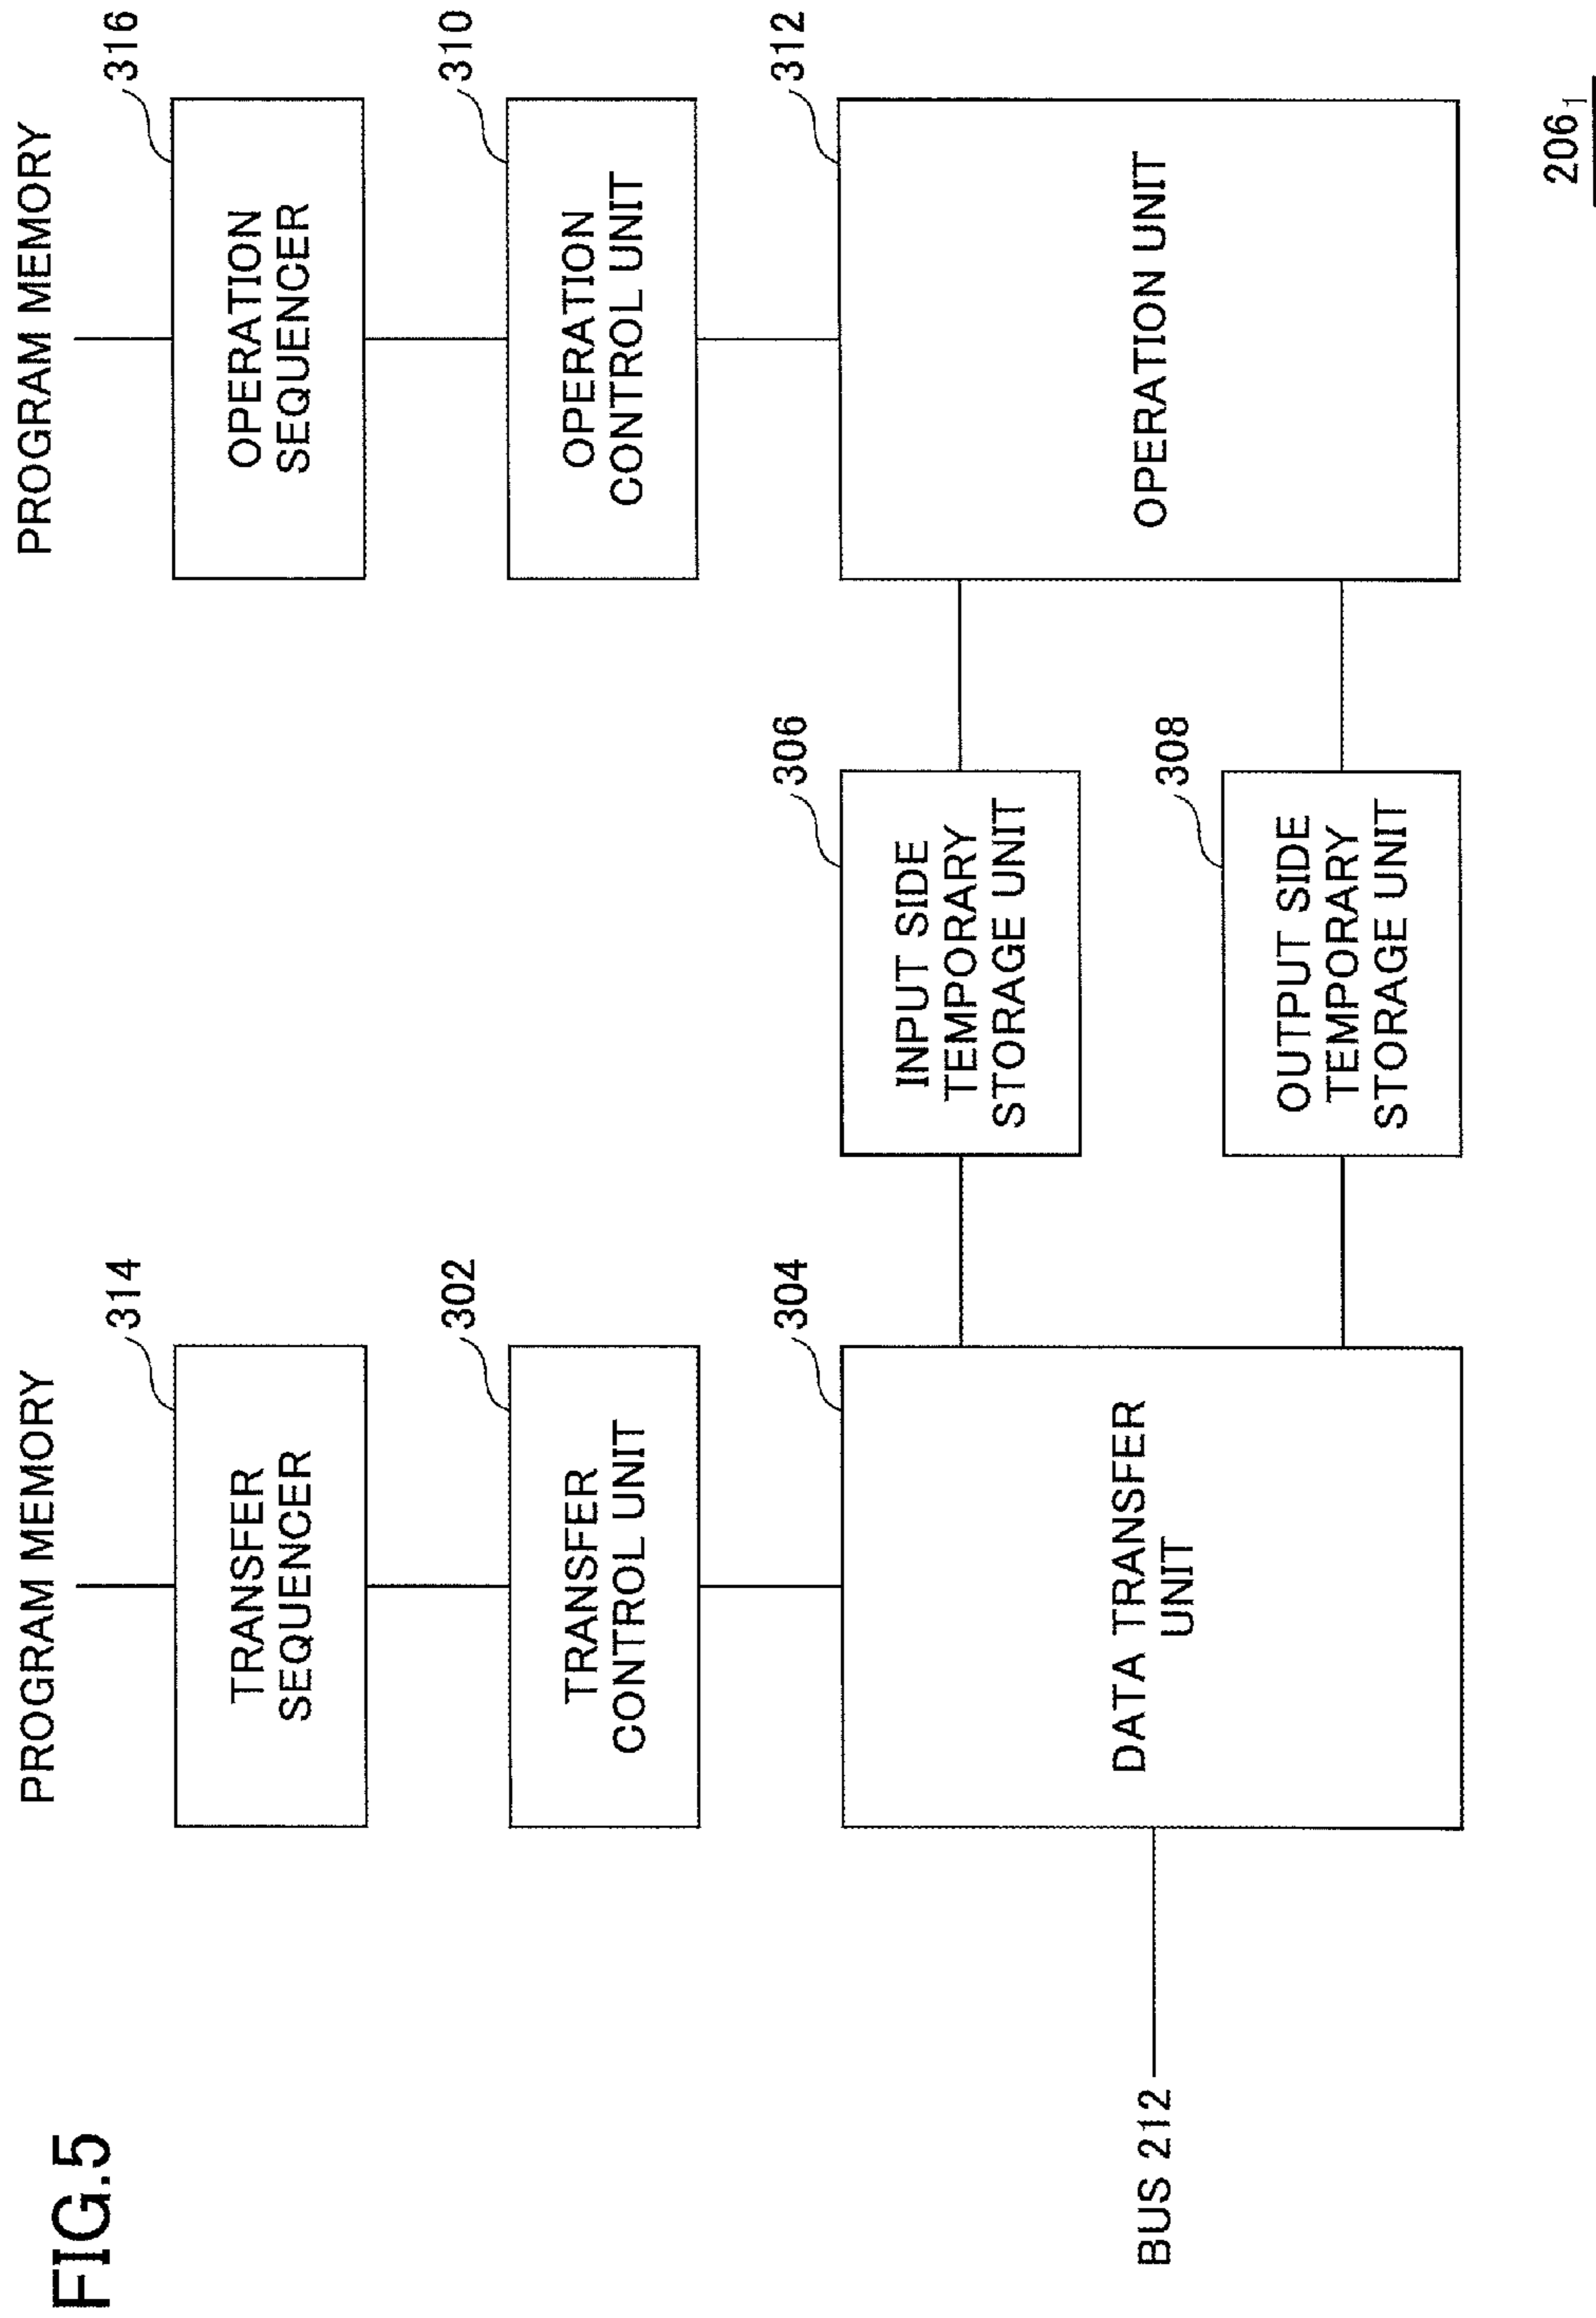 FIG.5
PROGRAM MEMORY
PROGRAM MEMORY
314
TRANSFER
SEQUENCER
316
OPERATION
SEQUENCER
302
TRANSFER
CONTROL UNIT
310
OPERATION
CONTROL UNIT
304
DATA TRANSFER
UNIT
306
INPUT SIDE
TEMPORARY
STORAGE UNIT
312
OPERATION UNIT
308
OUTPUT SIDE
TEMPORARY
STORAGE UNIT
BUS 212
206₁